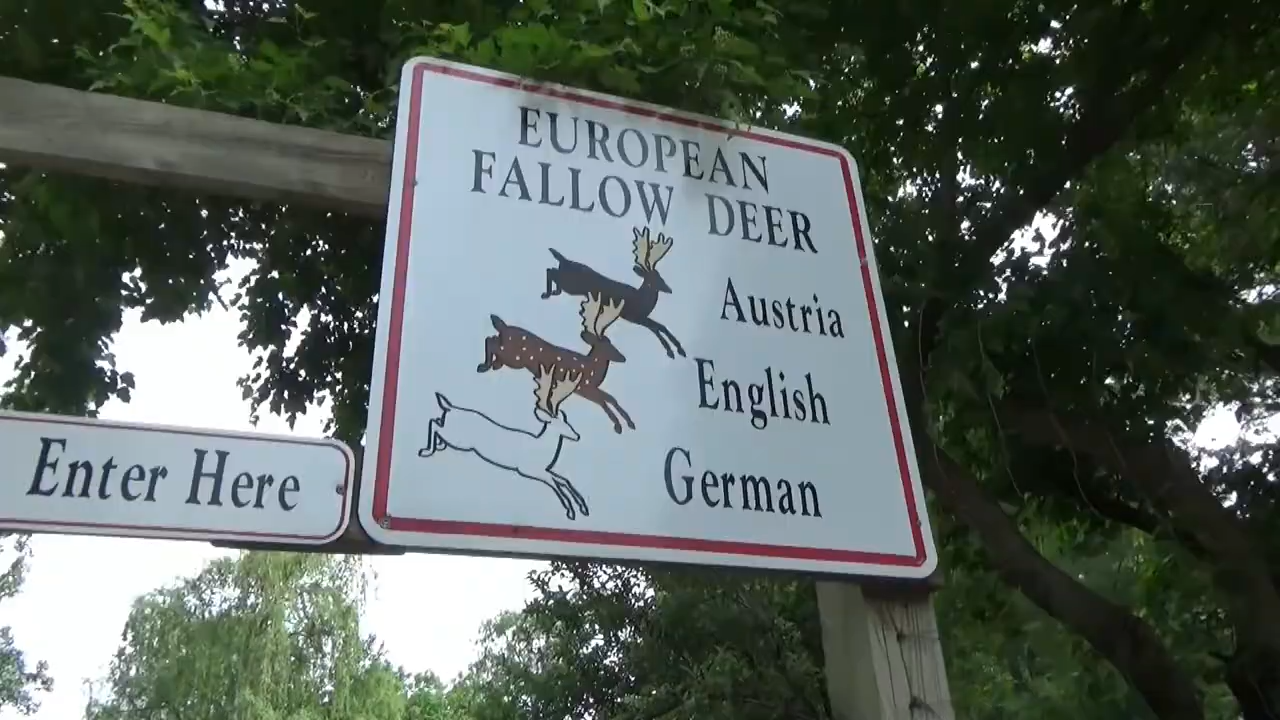 EUROPEAN
FALLOW DEER
Austria
English
German
Enter Here